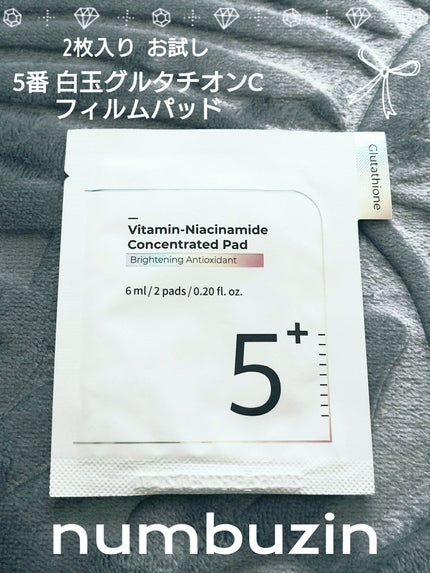 2枚入り お試し
5番 白玉グルタチオンC
フィルムパッド
Glutathione
Vitamin-Niacinamide
Concentrated Pad
Brightening Antioxidant
6 ml / 2 pads / 0.20 fl. oz.
5+
numbuzin